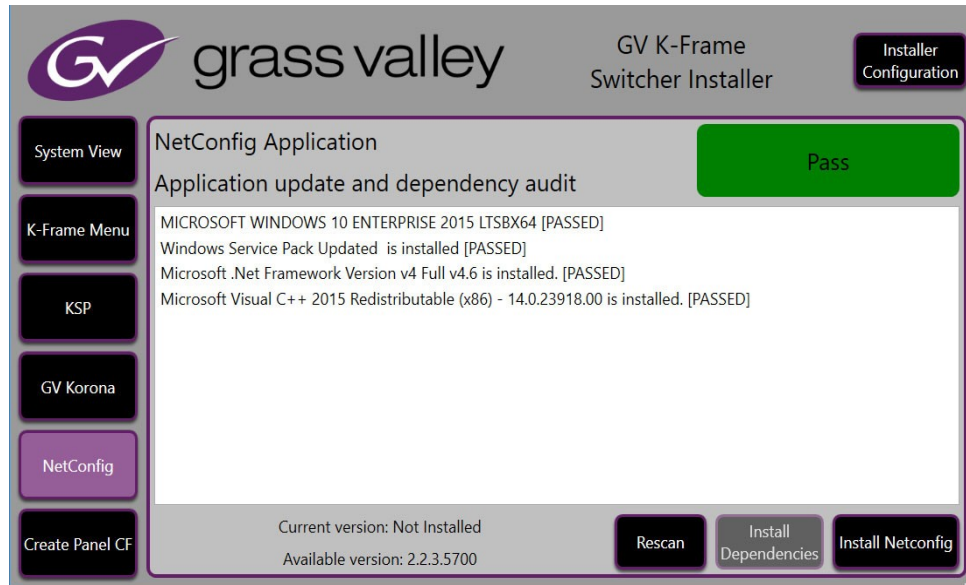 GV grass valley
GV K-Frame
Switcher Installer
Installer
Configuration
System View
K-Frame Menu
KSP
GV Korona
NetConfig
Create Panel CF
NetConfig Application
Application update and dependency audit
Pass
MICROSOFT WINDOWS 10 ENTERPRISE 2015 LTSBX64 [PASSED]
Windows Service Pack Updated  is installed [PASSED]
Microsoft .Net Framework Version v4 Full v4.6 is installed. [PASSED]
Microsoft Visual C++ 2015 Redistributable (x86) - 14.0.23918.00 is installed. [PASSED]
Current version: Not Installed
Available version: 2.2.3.5700
Rescan
Install
Dependencies
Install Netconfig